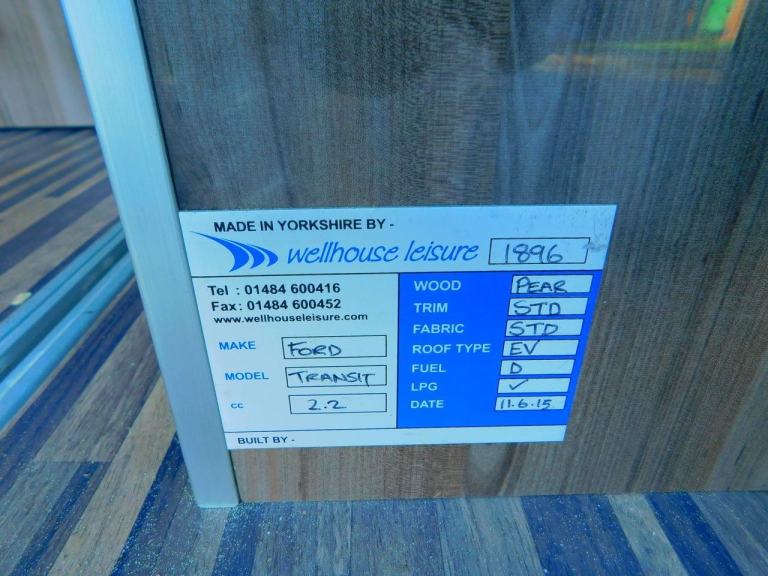 MADE IN YORKSHIRE BY -
wellhouse leisure 1896
Tel : 01484 600416
Fax: 01484 600452
www.wellhouseleisure.com
MAKE FORD
MODEL TRANSIT
cc 2.2
WOOD PEAR
TRIM STD
FABRIC STD
ROOF TYPE EV
FUEL D
LPG ✓
DATE 11.6.15
BUILT BY -